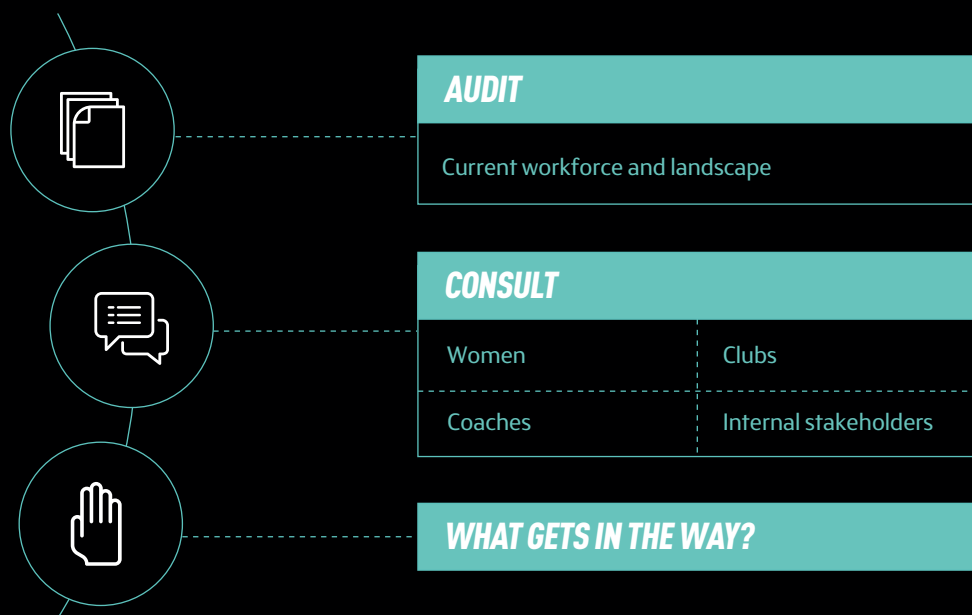 AUDIT
Current workforce and landscape
CONSULT
Women
Clubs
Coaches
Internal stakeholders
WHAT GETS IN THE WAY?